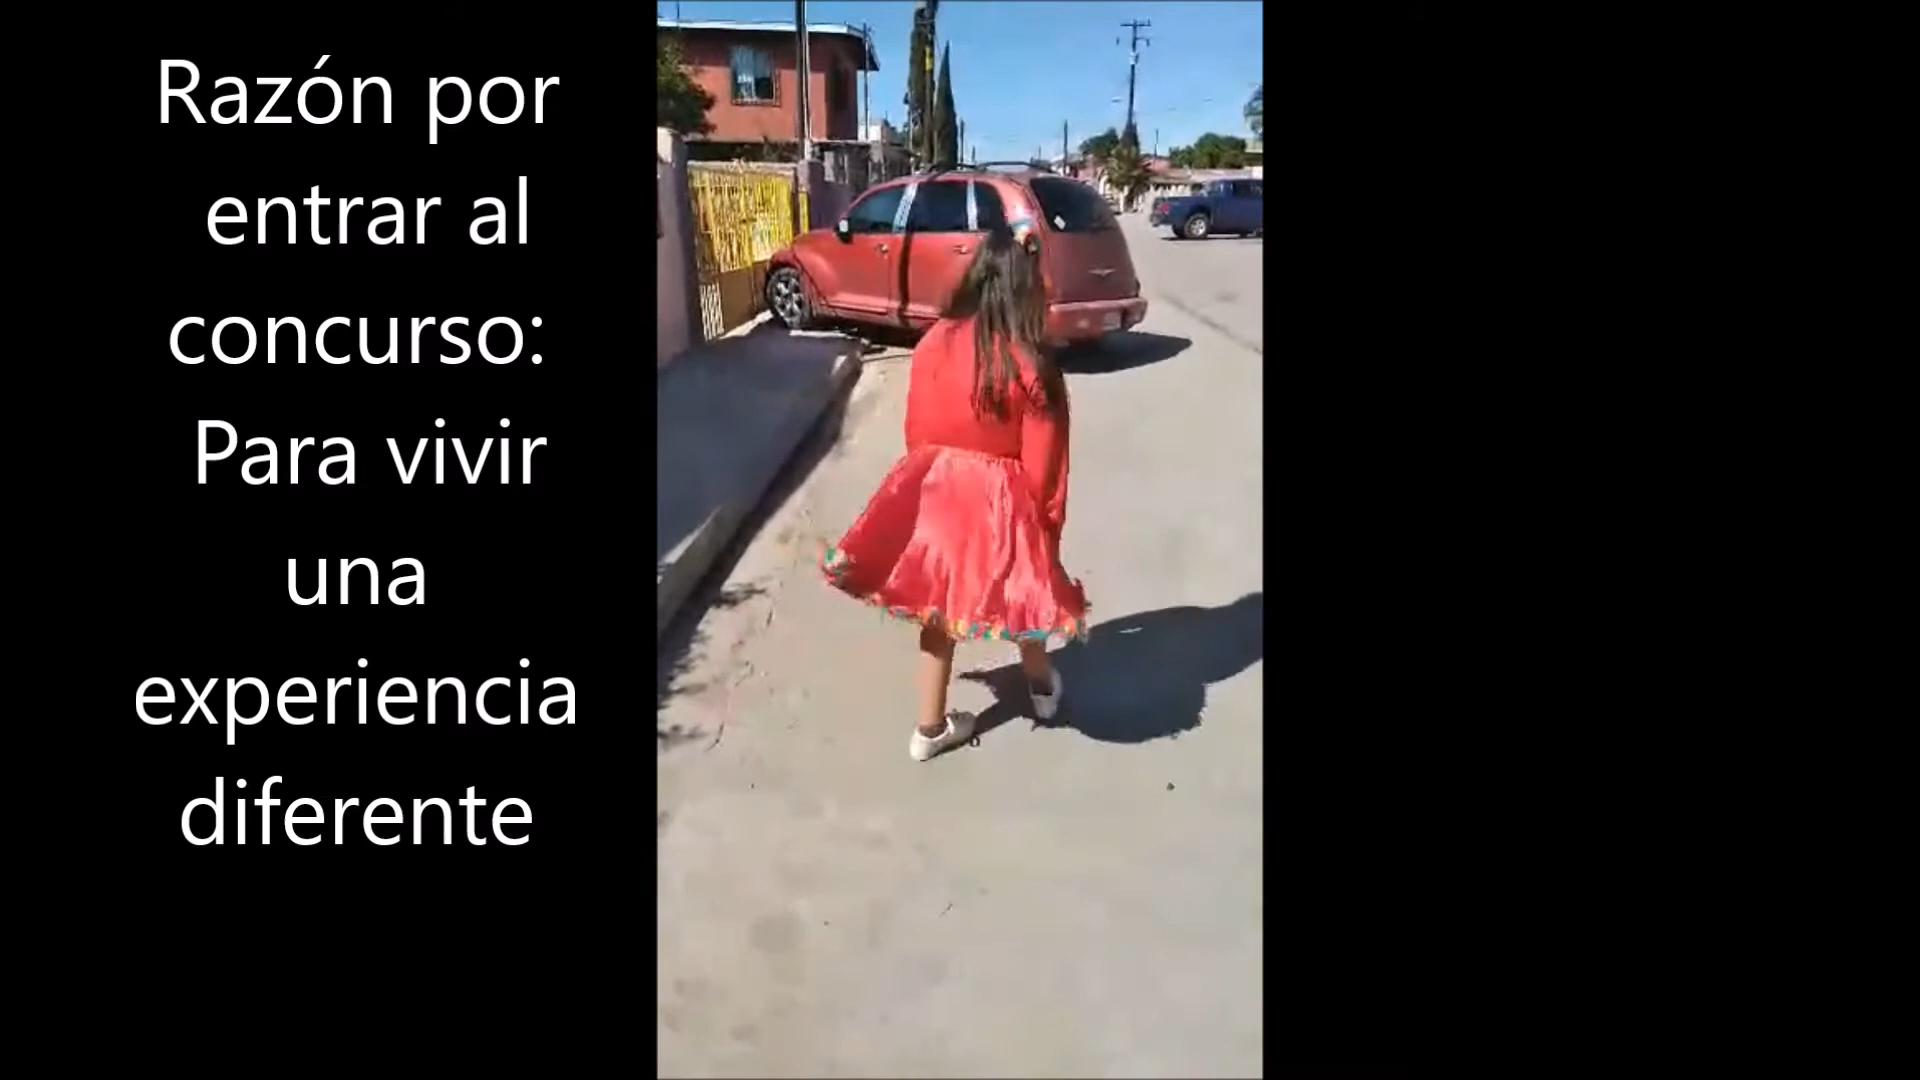 Razón por
entrar al
concurso:
Para vivir
una
experiencia
diferente